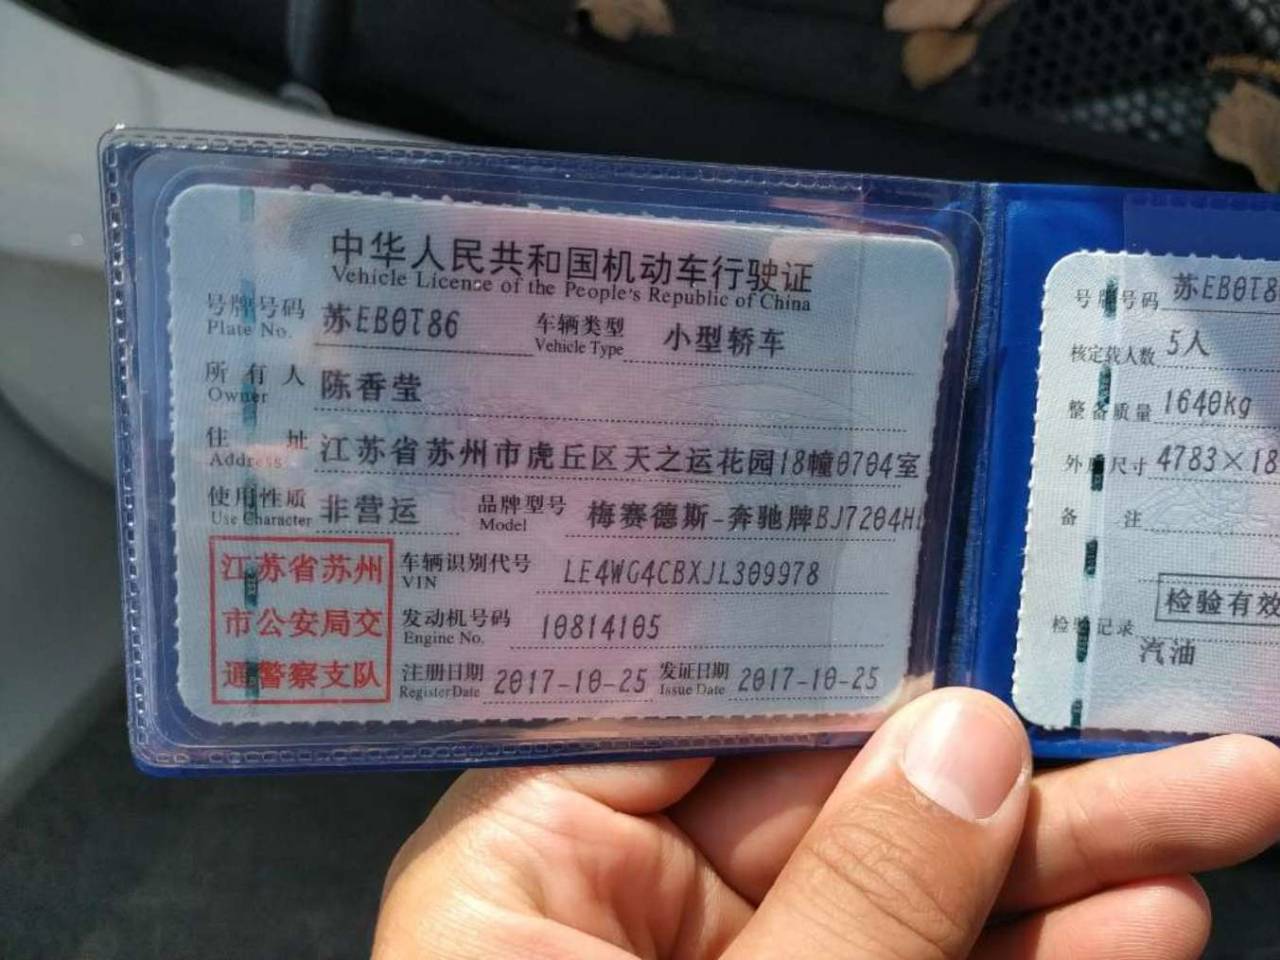 中华人民共和国机动车行驶证
Vehicle License of the People's Republic of China
号牌号码 苏EB0T86 车辆类型 小型轿车
Plate No. Vehicle Type
所有人 陈香莹
Owner
住址 江苏省苏州市虎丘区天之运花园18幢0704室
Address
使用性质 非营运 品牌型号 梅赛德斯-奔驰牌BJ7204H
Use Character Model
江苏省苏州
市公安局交
通警察支队
车辆识别代号 LE4WG4CBXJL309978
VIN
发动机号码 10814105
Engine No.
注册日期 2017-10-25 发证日期 2017-10-25
Register Date Issue Date
号牌号码 苏EB0T8
核定载人数 5人
整备质量 1640kg
外廓尺寸 4783×18
备注
检验有效
检验记录
汽油